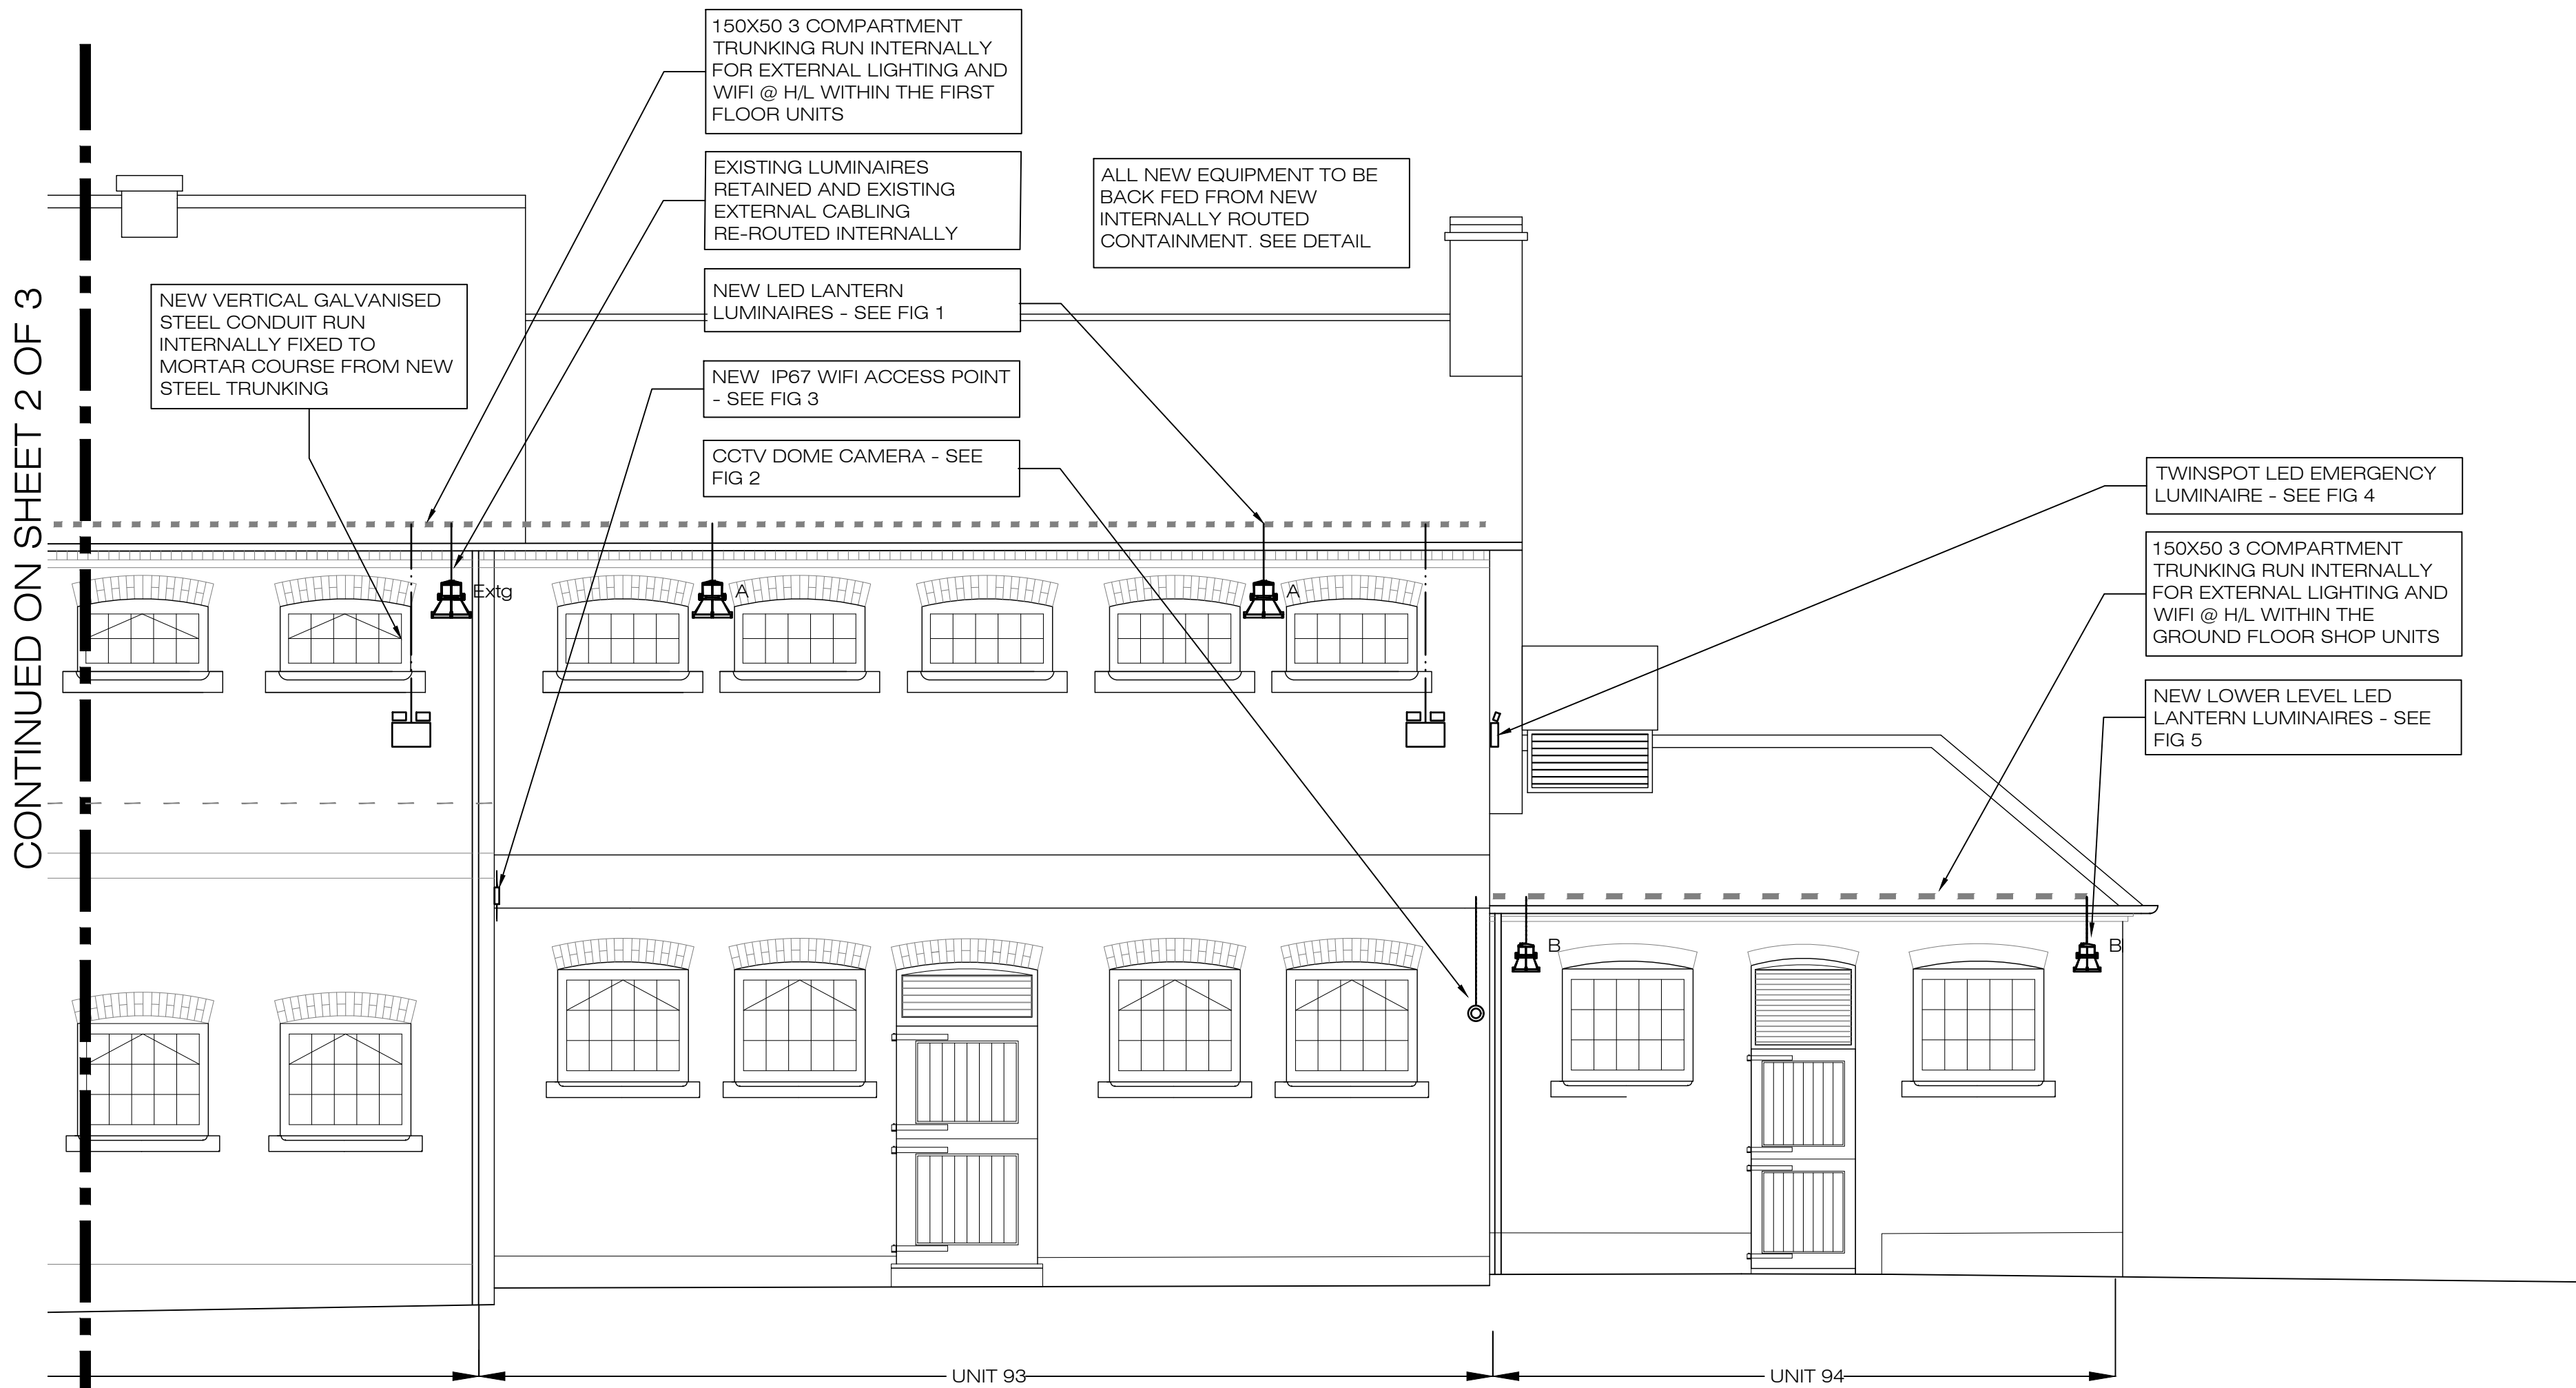 CONTINUED ON SHEET 2 OF 3
150X50 3 COMPARTMENT
TRUNKING RUN INTERNALLY
FOR EXTERNAL LIGHTING AND
WIFI @ H/L WITHIN THE FIRST
FLOOR UNITS
EXISTING LUMINAIRES
RETAINED AND EXISTING
EXTERNAL CABLING
RE-ROUTED INTERNALLY
ALL NEW EQUIPMENT TO BE
BACK FED FROM NEW
INTERNALLY ROUTED
CONTAINMENT. SEE DETAIL
NEW VERTICAL GALVANISED
STEEL CONDUIT RUN
INTERNALLY FIXED TO
MORTAR COURSE FROM NEW
STEEL TRUNKING
NEW LED LANTERN
LUMINAIRES - SEE FIG 1
NEW IP67 WIFI ACCESS POINT
- SEE FIG 3
CCTV DOME CAMERA - SEE
FIG 2
TWINSPOT LED EMERGENCY
LUMINAIRE - SEE FIG 4
150X50 3 COMPARTMENT
TRUNKING RUN INTERNALLY
FOR EXTERNAL LIGHTING AND
WIFI @ H/L WITHIN THE
GROUND FLOOR SHOP UNITS
NEW LOWER LEVEL LED
LANTERN LUMINAIRES - SEE
FIG 5
Extg
A
A
B
B
UNIT 93
UNIT 94